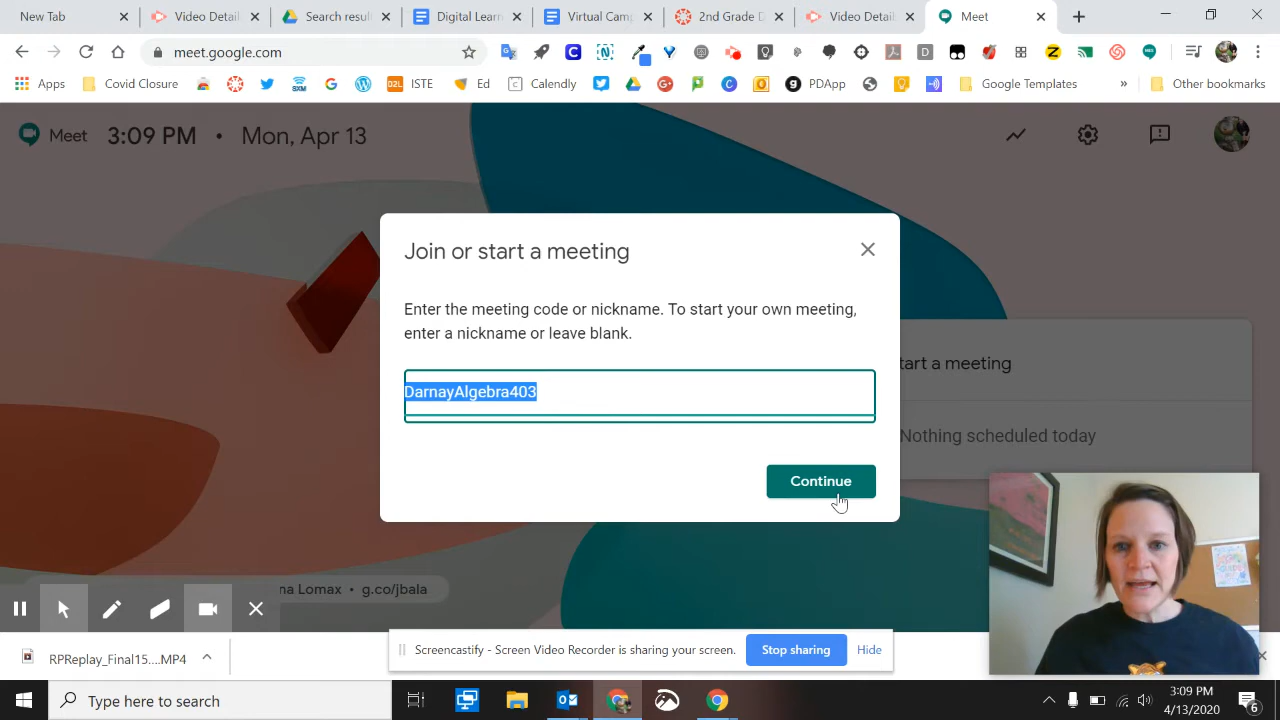 New Tab
Video Detail
Search result
Digital Learn
Virtual Camp
2nd Grade D
Video Detail
Meet
meet.google.com
Apps
Covid Closure
ISTE
Ed
Calendly
PDApp
Google Templates
»
Other bookmarks
Meet 3:09 PM • Mon, Apr 13
Join or start a meeting
Enter the meeting code or nickname. To start your own meeting,
enter a nickname or leave blank.
DarnayAlgebra403
Continue
tart a meeting
Nothing scheduled today
na Lomax • g.co/jbala
Screencastify - Screen Video Recorder is sharing your screen.
Stop sharing
Hide
RPReplay_Final15....MP4
Type here to search
3:09 PM
4/13/2020
6